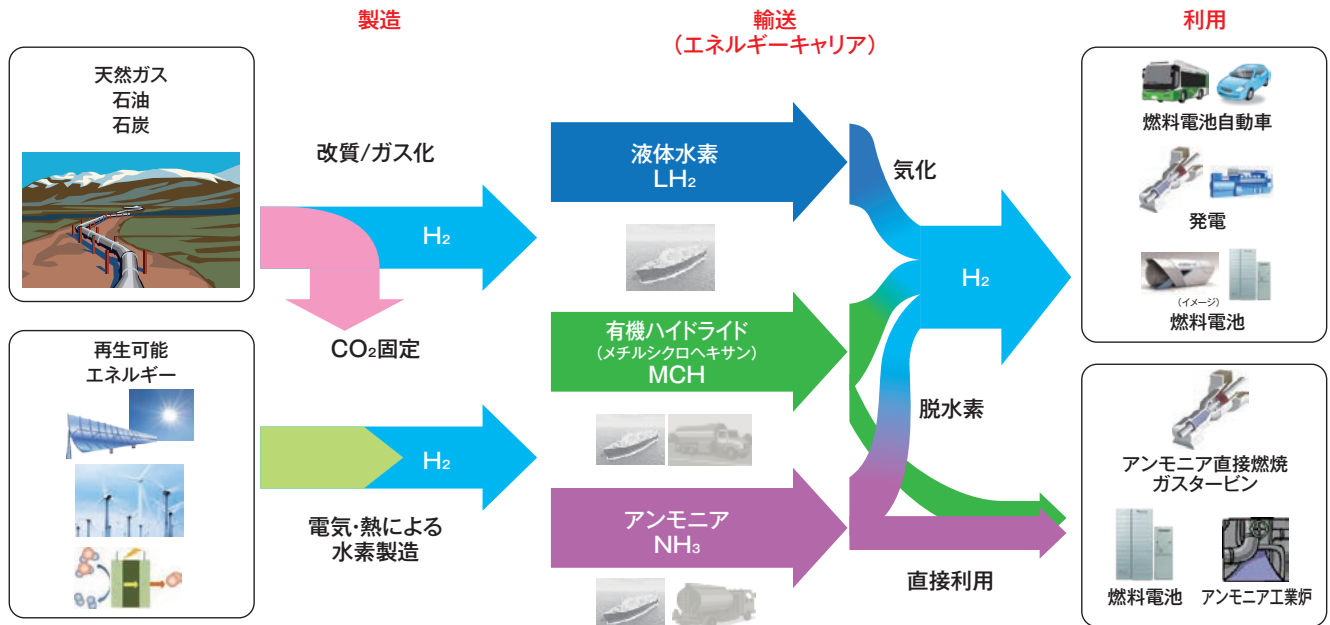 製造
輸送
（エネルギーキャリア）
利用
天然ガス
石油
石炭
改質/ガス化
H₂
CO₂固定
再生可能
エネルギー
H₂
電気・熱による
水素製造
液体水素
LH₂
有機ハイドライド
（メチルシクロヘキサン）
MCH
アンモニア
NH₃
気化
H₂
脱水素
直接利用
燃料電池自動車
発電
（イメージ）
燃料電池
アンモニア直接燃焼
ガスタービン
燃料電池
アンモニア工業炉